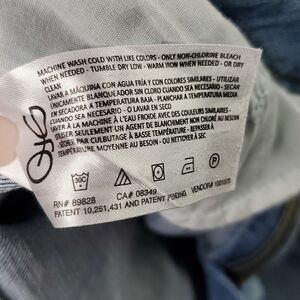 MACHINE WASH COLD WITH LIKE COLORS - ONLY NON-CHLORINE BLEACH
WHEN NEEDED - TUMBLE DRY LOW - WARM IRON WHEN NEEDED - OR DRY
CLEAN
LAVAR A MÁQUINA CON AGUA FRÍA Y CON COLORES SIMILARES - UTILIZAR
ÚNICAMENTE BLANQUEADOR SIN CLORO CUANDO SEA NECESARIO - SECAR
EN SECADORA A TEMPERATURA BAJA - PLANCHAR A TEMPERATURA MEDIA
CUANDO SEA NECESARIO - O LAVAR EN SECO
LAVER À LA MACHINE À L'EAU FROIDE AVEC DES COULEURS SIMILAIRES -
UTILISER SEULEMENT UN AGENT DE BLANCHIMENT NON CHLORÉ AU BESOIN -
SÉCHER PAR CULBUTAGE À BASSE TEMPÉRATURE - REPASSER À
TEMPÉRATURE MOYENNE AU BESOIN - OU NETTOYER À SEC
30C
P
RN# 89828 CA# 08349 VENDOR#
PATENT 10,251,431 AND PATENT PENDING